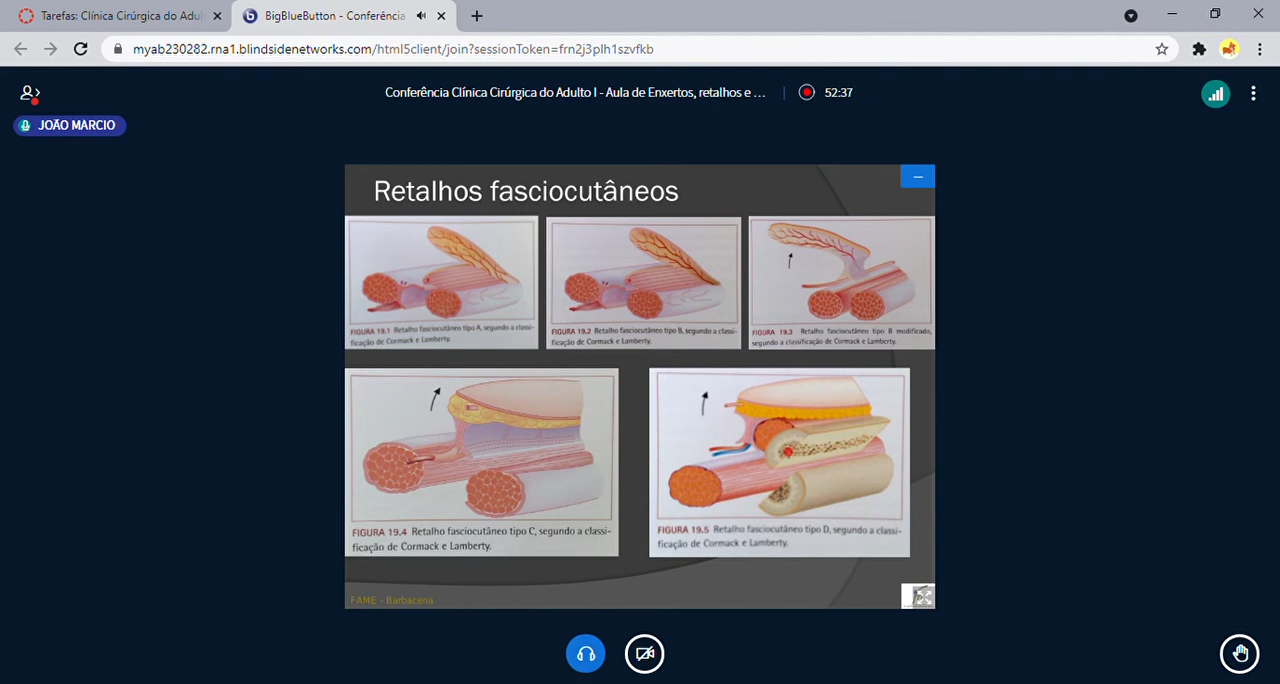 Tarefas: Clínica Cirúrgica do Adul
BigBlueButton - Conferência
myab230282.rna1.blindsidenetworks.com/html5client/join?sessionToken=frn2j3plh1szvfkb
Conferência Clínica Cirúrgica do Adulto I - Aula de Enxertos, retalhos e ...
52:37
JOÃO MARCIO
Retalhos fasciocutâneos
FIGURA 19.1 Retalho fasciocutâneo tipo A, segundo a classi-
ficação de Cormack e Lamberty.
FIGURA 19.2 Retalho fasciocutâneo tipo B, segundo a classi-
ficação de Cormack e Lamberty.
FIGURA 19.3 Retalho fasciocutâneo tipo B modificado,
segundo a classificação de Cormack e Lamberty.
FIGURA 19.4 Retalho fasciocutâneo tipo C, segundo a classi-
ficação de Cormack e Lamberty.
FIGURA 19.5 Retalho fasciocutâneo tipo D, segundo a classi-
ficação de Cormack e Lamberty.
FAME - Barbacena